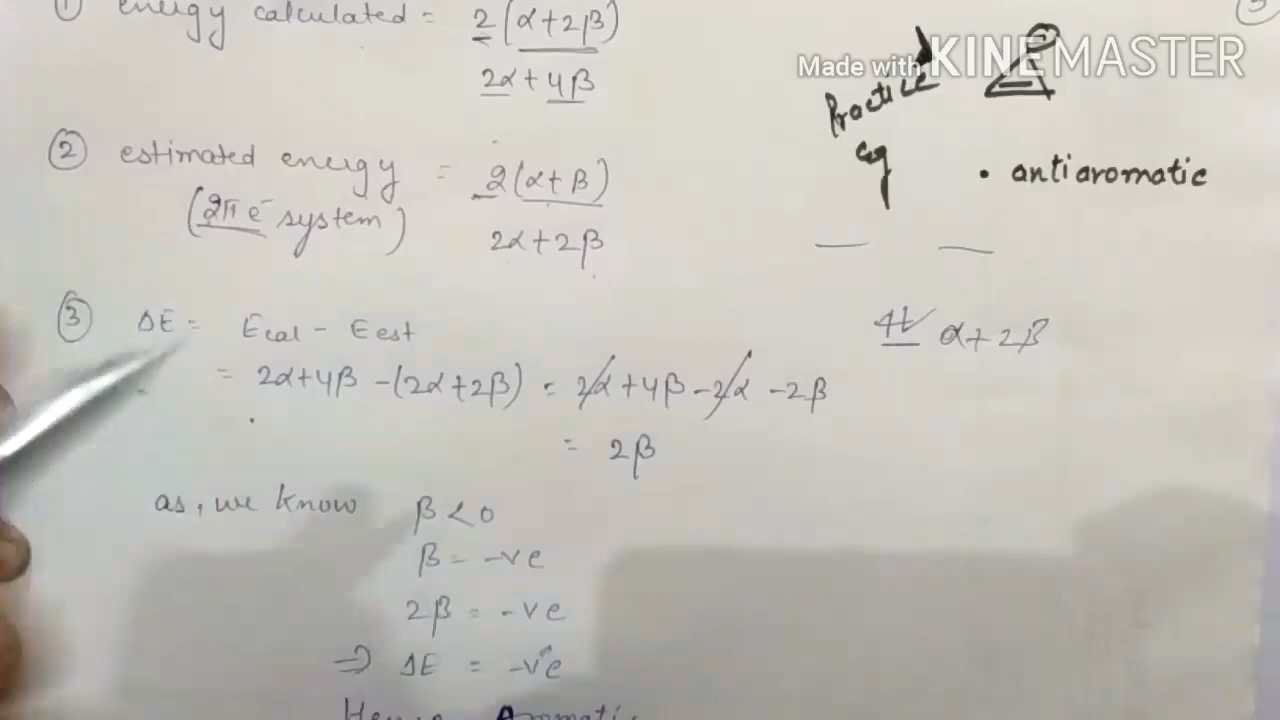 ① energy calculated = 2(α+2β)
2α + 4β
② estimated energy = 2(α+β)
(2π e⁻ system)
2α+2β
③ ΔE = Ecal - Eest
= 2α+4β -(2α+2β) = 2α +4β -2α -2β
= 2β
as, we know β < 0
β = -ve
2β = -ve
⇒ ΔE = -ve
Hence Aromatic
Made with KINEMASTER
Practice
eg
• antiaromatic
α+2β